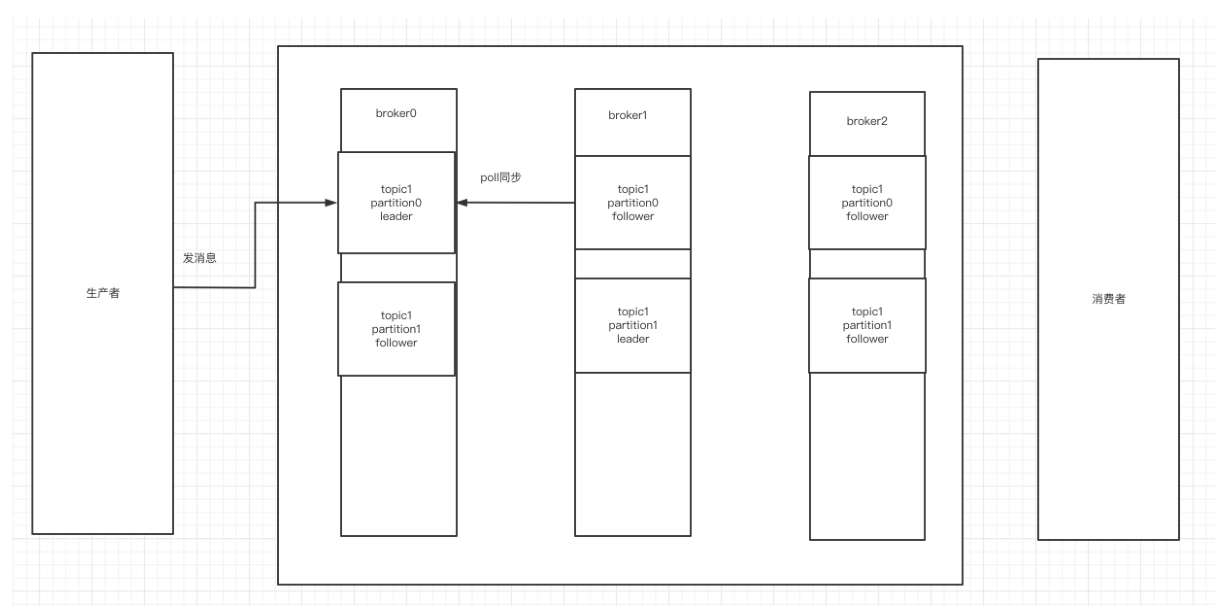 生产者
发消息
broker0
topic1
partition0
leader
topic1
partition1
follower
poll同步
broker1
topic1
partition0
follower
topic1
partition1
leader
broker2
topic1
partition0
follower
topic1
partition1
follower
消费者